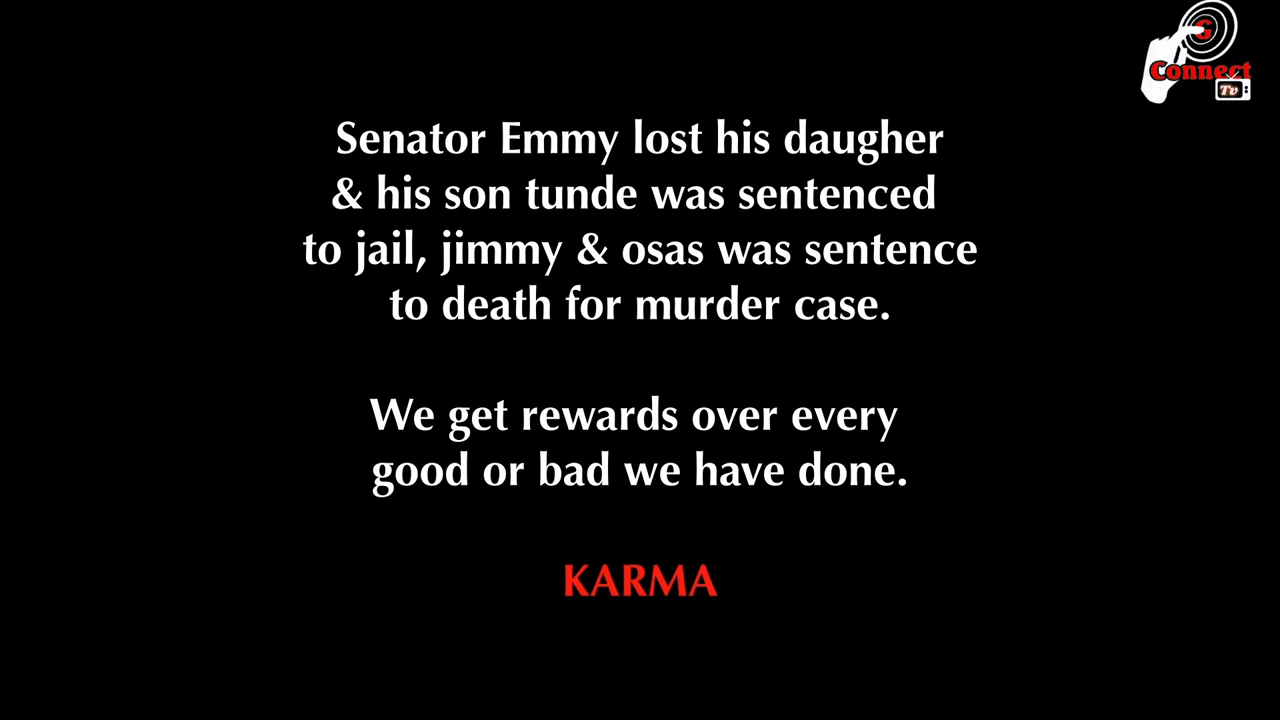 G
Connect
Tv
Senator Emmy lost his daugher
& his son tunde was sentenced
to jail, jimmy & osas was sentence
to death for murder case.
We get rewards over every
good or bad we have done.
KARMA